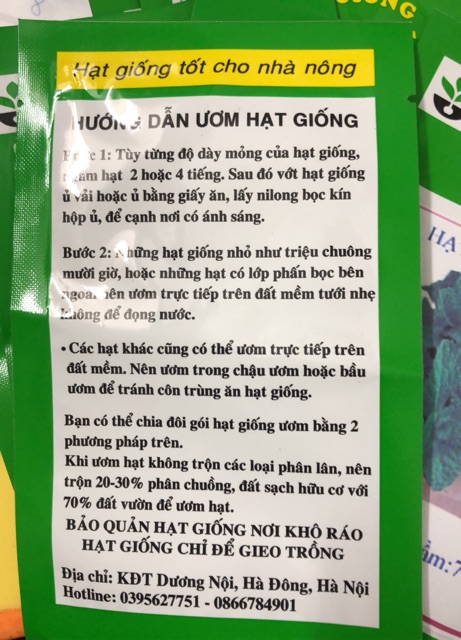 Hạt giống tốt cho nhà nông
HƯỚNG DẪN ƯƠM HẠT GIỐNG
Bước 1: Tùy từng độ dày mỏng của hạt giống,
ngâm hạt 2 hoặc 4 tiếng. Sau đó vớt hạt giống
ủ vải hoặc ủ bằng giấy ăn, lấy nilong bọc kín
hộp ủ, để cạnh nơi có ánh sáng.
Bước 2: Những hạt giống nhỏ như triệu chuông
mười giờ, hoặc những hạt có lớp phấn bọc bên
ngoài nên ươm trực tiếp trên đất mềm tưới nhẹ
không để đọng nước.
• Các hạt khác cũng có thể ươm trực tiếp trên
đất mềm. Nên ươm trong chậu ươm hoặc bầu
ươm để tránh côn trùng ăn hạt giống.
Bạn có thể chia đôi gói hạt giống ươm bằng 2
phương pháp trên.
Khi ươm hạt không trộn các loại phân lân, nên
trộn 20-30% phân chuồng, đất sạch hữu cơ với
70% đất vườn để ươm hạt.
BẢO QUẢN HẠT GIỐNG NƠI KHÔ RÁO
HẠT GIỐNG CHỈ ĐỂ GIEO TRỒNG
Địa chỉ: KĐT Dương Nội, Hà Đông, Hà Nội
Hotline: 0395627751 - 0866784901